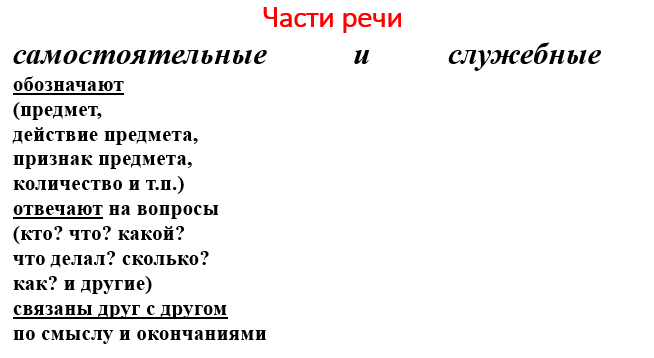 Части речи
самостоятельные и служебные
обозначают
(предмет,
действие предмета,
признак предмета,
количество и т.п.)
отвечают на вопросы
(кто? что? какой?
что делал? сколько?
как? и другие)
связаны друг с другом
по смыслу и окончаниями